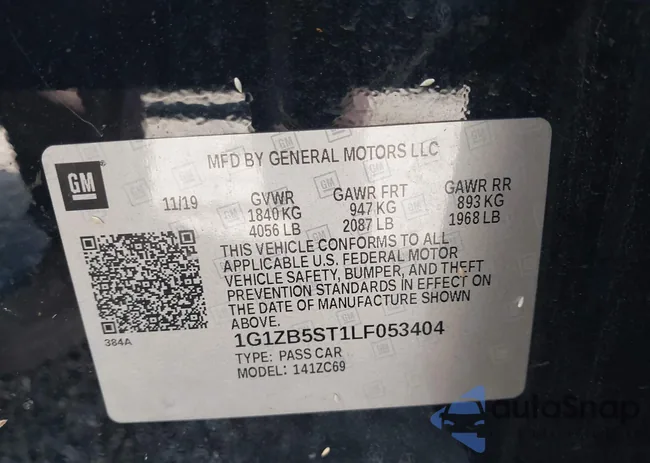 MFD BY GENERAL MOTORS LLC
GM
11/19
GVWR
1840 KG
4056 LB
GAWR FRT
947 KG
2087 LB
GAWR RR
893 KG
1968 LB
THIS VEHICLE CONFORMS TO ALL
APPLICABLE U.S. FEDERAL MOTOR
VEHICLE SAFETY, BUMPER, AND THEFT
PREVENTION STANDARDS IN EFFECT ON
THE DATE OF MANUFACTURE SHOWN
ABOVE.
384A
1G1ZB5ST1LF053404
TYPE: PASS CAR
MODEL: 141ZC69
autoSnap